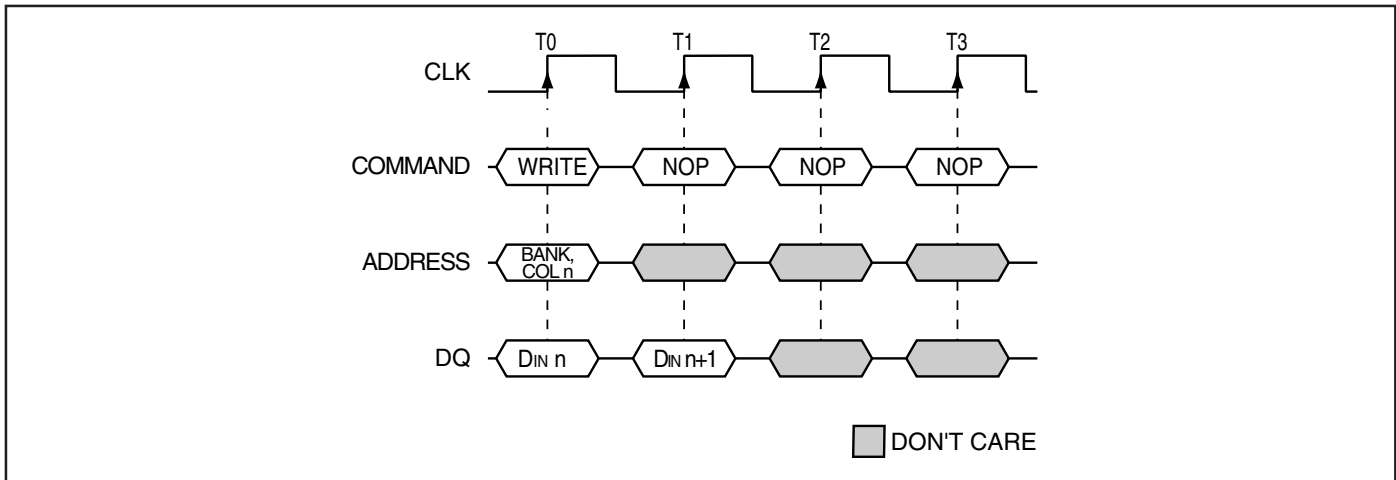 T0 T1 T2 T3
CLK
COMMAND WRITE NOP NOP NOP
ADDRESS BANK, COL n
DQ DIN n DIN n+1
DON'T CARE